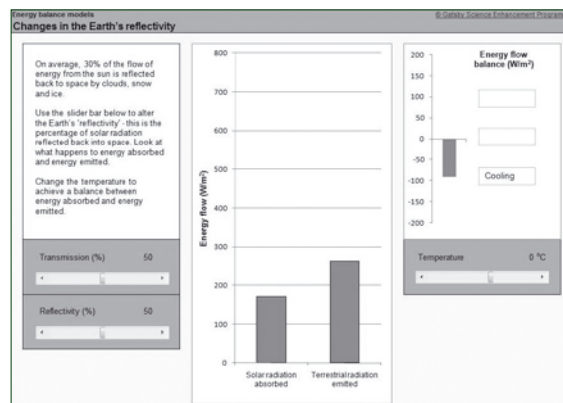 Energy balance models
© Gatsby Science Enhancement Program
Changes in the Earth's reflectivity
On average, 30% of the flow of
energy from the sun is reflected
back to space by clouds, snow
and ice.
Use the slider bar below to alter
the Earth's 'reflectivity' - this is the
percentage of solar radiation
reflected back into space. Look at
what happens to energy absorbed
and energy emitted.
Change the temperature to
achieve a balance between
energy absorbed and energy
emitted.
Transmission (%) 50
Reflectivity (%) 50
Energy flow (W/m²)
800
700
600
500
400
300
200
100
0
Solar radiation
absorbed
Terrestrial radiation
emitted
Energy flow
balance (W/m²)
200
150
100
50
0
-50
-100
-150
-200
Cooling
Temperature 0 °C